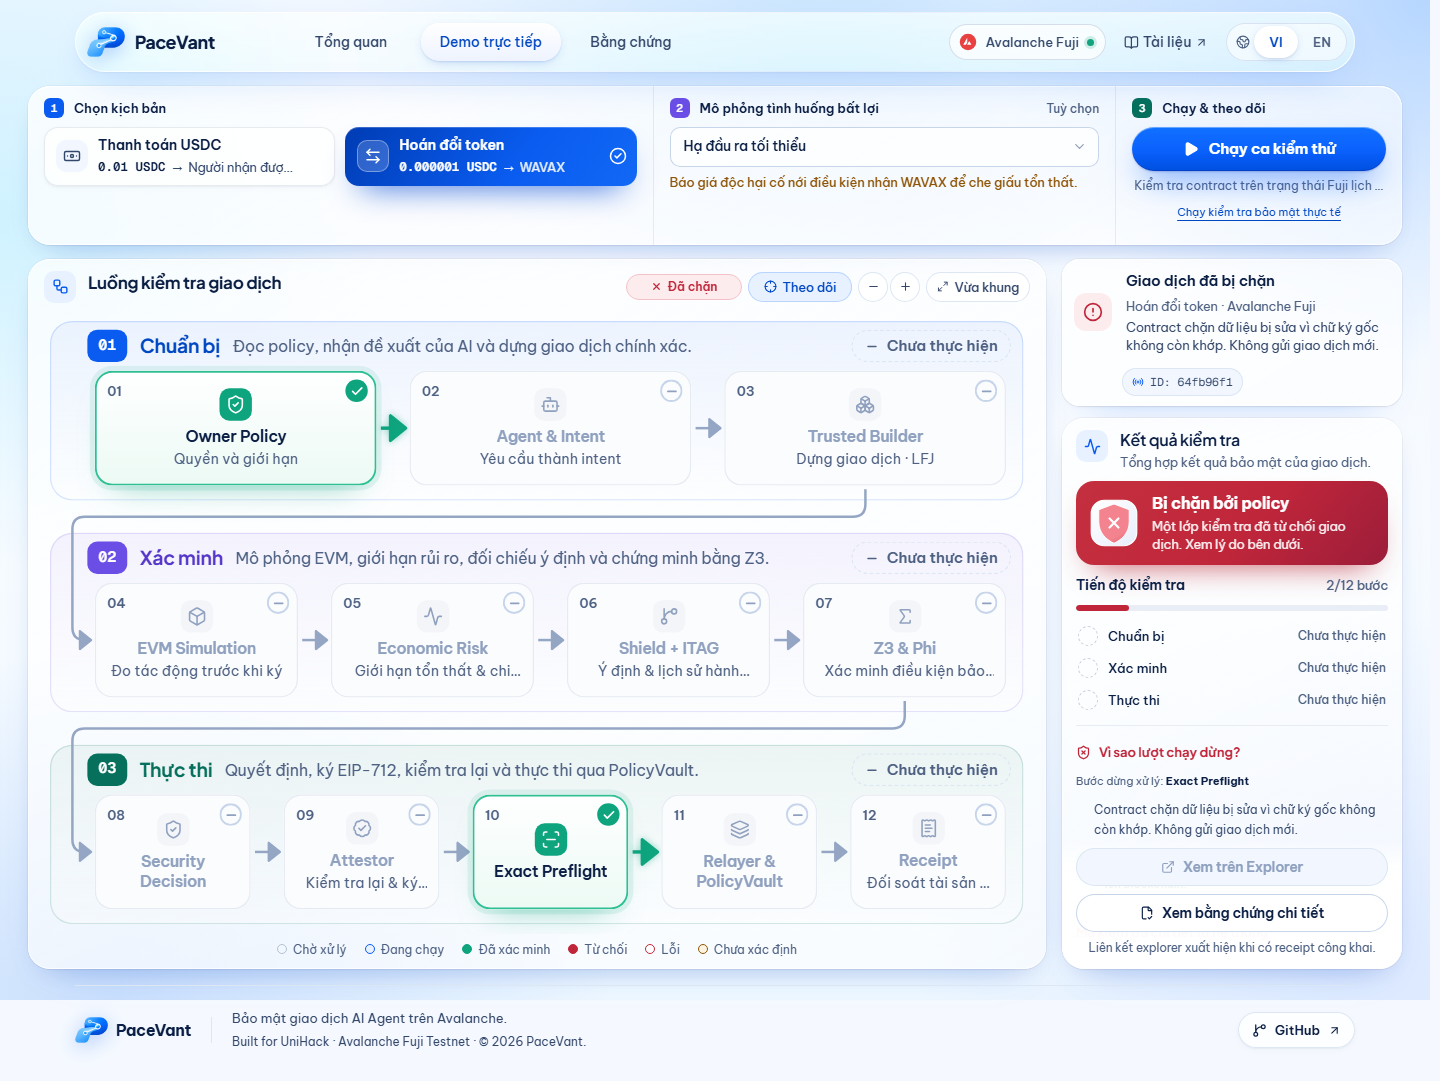 PaceVant
Tổng quan
Demo trực tiếp
Bằng chứng
Avalanche Fuji
Tài liệu
VI
EN
1 Chọn kịch bản
Thanh toán USDC
0.01 USDC → Người nhận đượ...
Hoán đổi token
0.000001 USDC → WAVAX
2 Mô phỏng tình huống bất lợi
Tuỳ chọn
Hạ đầu ra tối thiểu
Báo giá độc hại cố nới điều kiện nhận WAVAX để che giấu tổn thất.
3 Chạy & theo dõi
Chạy ca kiểm thử
Kiểm tra contract trên trạng thái Fuji lịch ...
Chạy kiểm tra bảo mật thực tế
Luồng kiểm tra giao dịch
Đã chặn
Theo dõi
Vừa khung
01 Chuẩn bị Đọc policy, nhận đề xuất của AI và dựng giao dịch chính xác.
Chưa thực hiện
01
Owner Policy
Quyền và giới hạn
02
Agent & Intent
Yêu cầu thành intent
03
Trusted Builder
Dựng giao dịch · LFJ
02 Xác minh Mô phỏng EVM, giới hạn rủi ro, đối chiếu ý định và chứng minh bằng Z3.
Chưa thực hiện
04
EVM Simulation
Đo tác động trước khi ký
05
Economic Risk
Giới hạn tổn thất & chi...
06
Shield + ITAG
Ý định & lịch sử hành...
07
Z3 & Phi
Xác minh điều kiện bảo...
03 Thực thi Quyết định, ký EIP-712, kiểm tra lại và thực thi qua PolicyVault.
Chưa thực hiện
08
Security
Decision
09
Attestor
Kiểm tra lại & ký...
10
Exact Preflight
11
Relayer &
PolicyVault
12
Receipt
Đối soát tài sản ...
Chờ xử lý
Đang chạy
Đã xác minh
Từ chối
Lỗi
Chưa xác định
Giao dịch đã bị chặn
Hoán đổi token · Avalanche Fuji
Contract chặn dữ liệu bị sửa vì chữ ký gốc
không còn khớp. Không gửi giao dịch mới.
ID: 64fb96f1
Kết quả kiểm tra
Tổng hợp kết quả bảo mật của giao dịch.
Bị chặn bởi policy
Một lớp kiểm tra đã từ chối giao
dịch. Xem lý do bên dưới.
Tiến độ kiểm tra
2/12 bước
Chuẩn bị
Chưa thực hiện
Xác minh
Chưa thực hiện
Thực thi
Chưa thực hiện
Vì sao lượt chạy dừng?
Bước dừng xử lý: Exact Preflight
Contract chặn dữ liệu bị sửa vì chữ ký gốc không
còn khớp. Không gửi giao dịch mới.
Xem trên Explorer
Xem bằng chứng chi tiết
Liên kết explorer xuất hiện khi có receipt công khai.
PaceVant
Bảo mật giao dịch AI Agent trên Avalanche.
Built for UniHack · Avalanche Fuji Testnet · © 2026 PaceVant.
GitHub